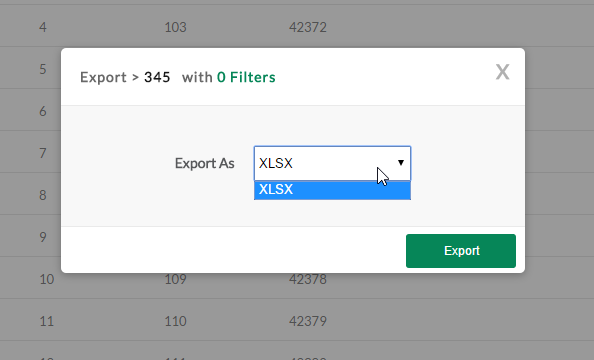 4 103 42372
Export > 345 with 0 Filters X
5
6
7
Export As XLSX
XLSX
8
9
Export
10 109 42378
11 110 42379